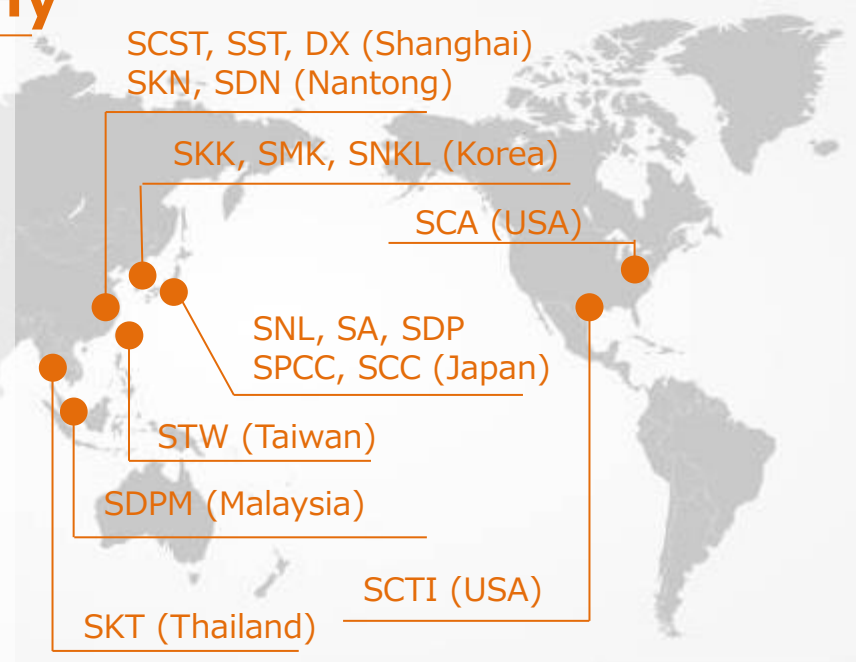 ry
SCST, SST, DX (Shanghai)
SKN, SDN (Nantong)
SKK, SMK, SNKL (Korea)
SCA (USA)
SNL, SA, SDP
SPCC, SCC (Japan)
STW (Taiwan)
SDPM (Malaysia)
SCTI (USA)
SKT (Thailand)